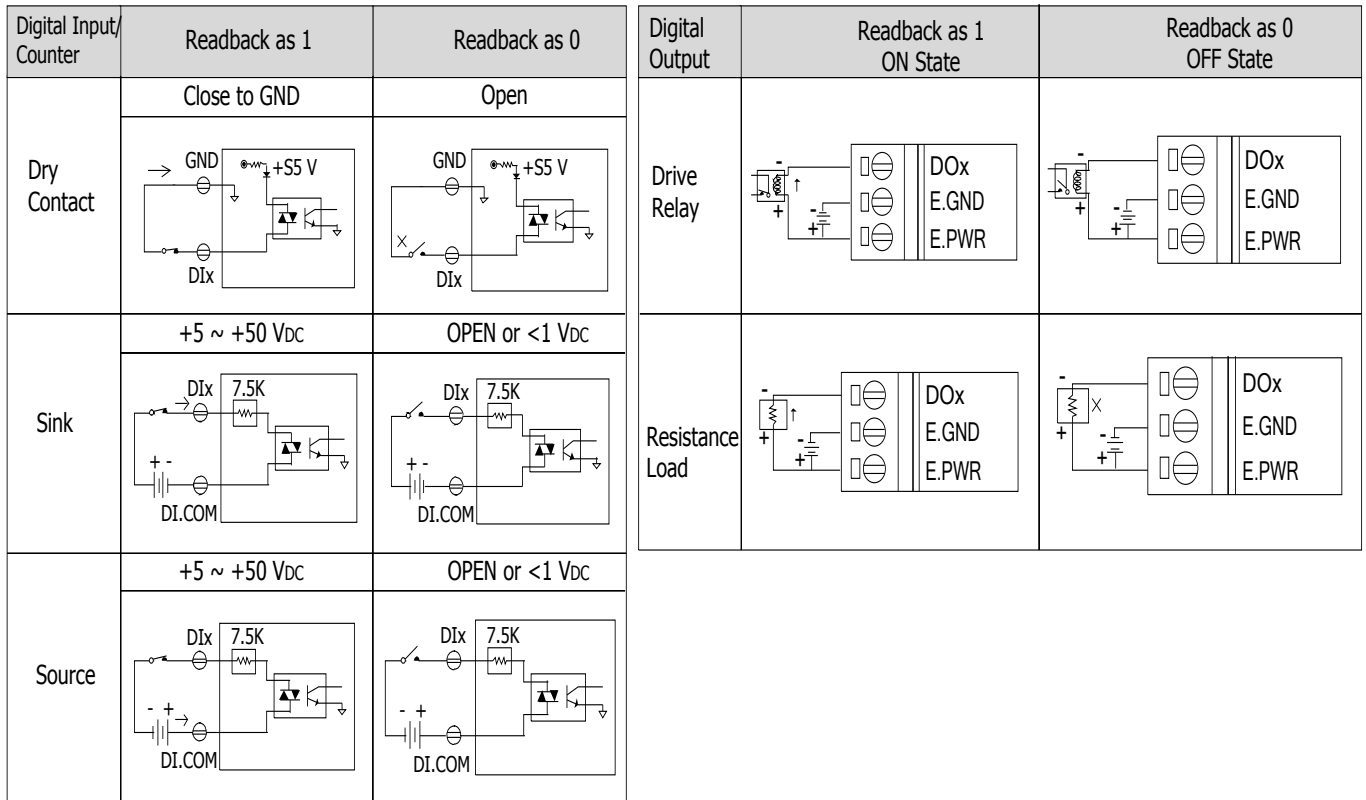 Digital Input/
Counter
Readback as 1
Readback as 0
Close to GND
Open
Dry
Contact
GND
+S5 V
DIx
GND
+S5 V
X
DIx
+5 ~ +50 VDC
OPEN or <1 VDC
Sink
DIx
7.5K
+ -
DI.COM
DIx
7.5K
+ -
DI.COM
+5 ~ +50 VDC
OPEN or <1 VDC
Source
DIx
7.5K
- +
DI.COM
DIx
7.5K
- +
DI.COM
Digital
Output
Readback as 1
ON State
Readback as 0
OFF State
Drive
Relay
-
+
-
+
DOx
E.GND
E.PWR
-
+
-
+
DOx
E.GND
E.PWR
Resistance
Load
-
+
-
+
DOx
E.GND
E.PWR
-
X
+
-
+
DOx
E.GND
E.PWR